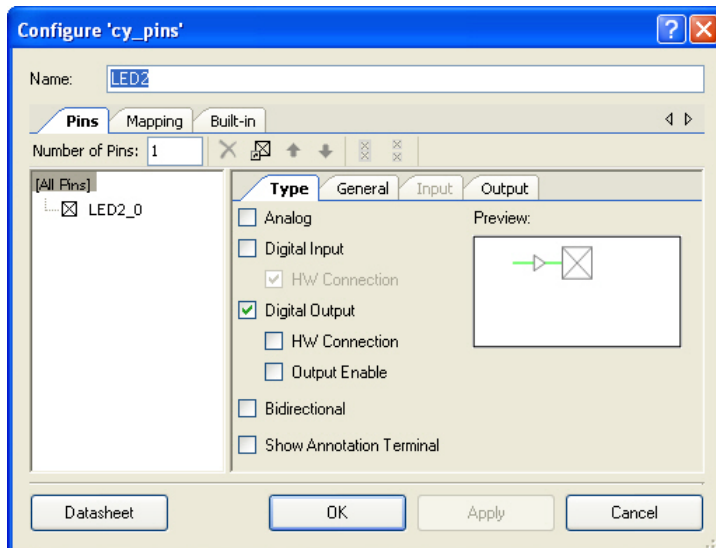 Configure 'cy_pins'
Name: LED2
Pins Mapping Built-in
Number of Pins: 1
[All Pins]
LED2_0
Type General Input Output
Analog
Preview:
Digital Input
HW Connection
Digital Output
HW Connection
Output Enable
Bidirectional
Show Annotation Terminal
Datasheet OK Apply Cancel